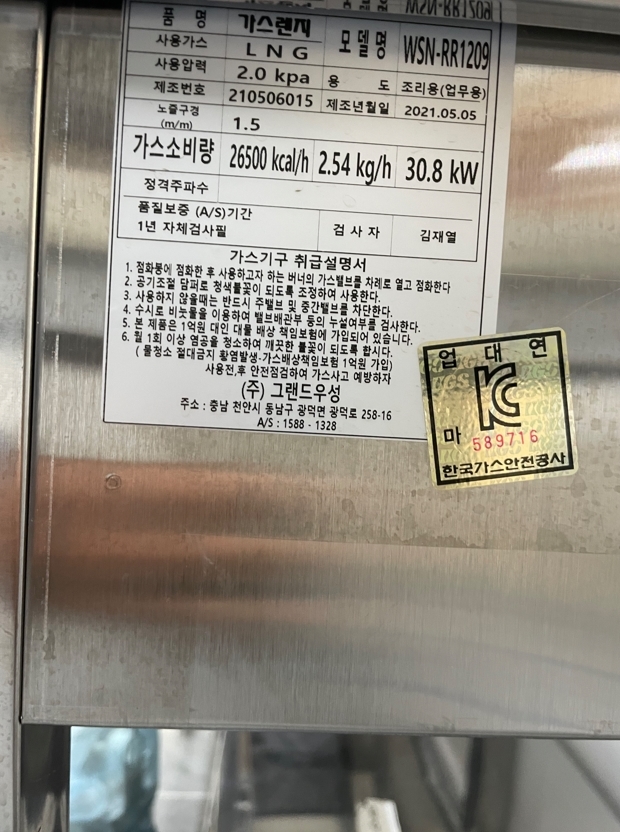 WSN-RR1209
품 명 가스렌지 모델명 WSN-RR1209
사용가스 LNG
사용압력 2.0 kpa 용 도 조리용(업무용)
제조번호 210506015 제조년월일 2021.05.05
노즐구경 (m/m) 1.5
가스소비량 26500 kcal/h 2.54 kg/h 30.8 kW
정격주파수
품질보증 (A/S)기간
1년 자체검사필 검 사 자 김재열
가스기구 취급설명서
1. 점화봉에 점화한 후 사용하고자 하는 버너의 가스밸브를 차례로 열고 점화한다
2. 공기조절 담퍼로 청색불꽃이 되도록 조정하여 사용한다.
3. 사용하지 않을때는 반드시 주밸브 및 중간밸브를 차단한다.
4. 수시로 비눗물을 이용하여 밸브배관부 등의 누설여부를 검사한다.
5. 본 제품은 1억원 대인 대물 배상 책임보험에 가입되어 있습니다.
6. 월 1회 이상 염공을 청소하여 깨끗한 불꽃이 되도록 합시다.
( 물청소 절대금지 황염발생-가스배상책임보험 1억원 가입)
사용전,후 안전점검하여 가스사고 예방하자
(주) 그랜드우성
주소 : 충남 천안시 동남구 광덕면 광덕로 258-16
A/S : 1588 - 1328
업 대 연
KC
마 589716
한국가스안전공사